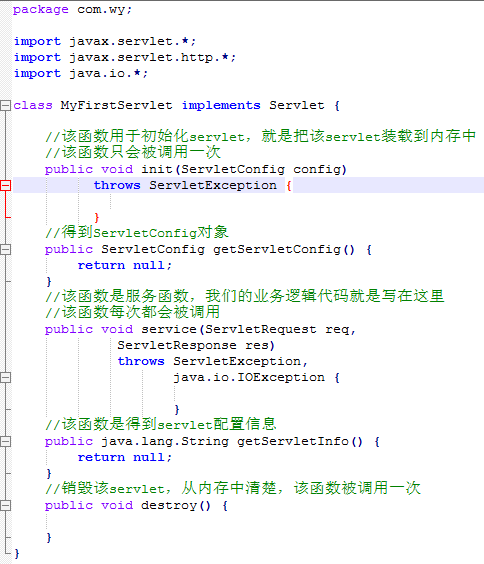 package com.wy;
import javax.servlet.*;
import javax.servlet.http.*;
import java.io.*;
class MyFirstServlet implements Servlet {
//该函数用于初始化servlet，就是把该servlet装载到内存中
//该函数只会被调用一次
public void init(ServletConfig config)
throws ServletException {
}
//得到ServletConfig对象
public ServletConfig getServletConfig() {
return null;
}
//该函数是服务函数，我们的业务逻辑代码就是写在这里
//该函数每次都会被调用
public void service(ServletRequest req,
ServletResponse res)
throws ServletException,
java.io.IOException {
}
//该函数是得到servlet配置信息
public java.lang.String getServletInfo() {
return null;
}
//销毁该servlet，从内存中清楚，该函数被调用一次
public void destroy() {
}
}